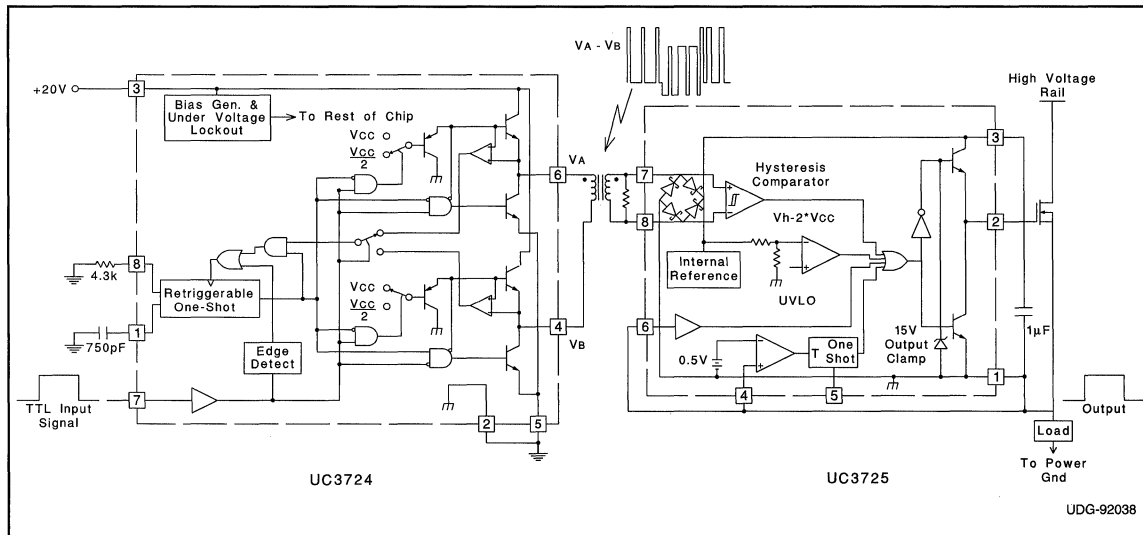 VA - VB
High Voltage
Rail
+20V
3
Bias Gen. &
Under Voltage
Lockout
To Rest of Chip
VCC
VCC
2
6
VA
7
8
Hysteresis
Comparator
Vh-2*VCC
3
2
Internal
Reference
UVLO
8
4.3k
Retriggerable
One-Shot
1
750pF
Edge
Detect
VCC
VCC
2
4
VB
6
0.5V
T One
Shot
15V
Output
Clamp
1µF
1
4
5
7
TTL Input
Signal
2
5
Output
Load
To Power
Gnd
UC3724
UC3725
UDG-92038